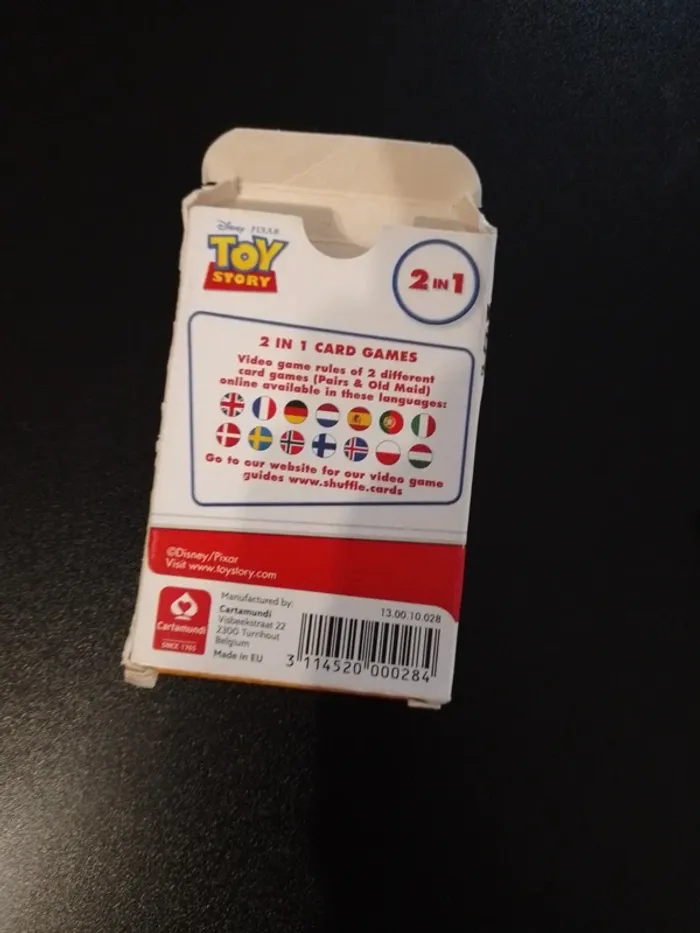 Disney PIXAR
TOY
STORY
2 IN 1
2 IN 1 CARD GAMES
Video game rules of 2 different
card games (Pairs & Old Maid)
online available in these languages:
Go to our website for our video game
guides www.shuffle.cards
©Disney/Pixar
Visit www.toystory.com
Cartamundi
SINCE 1765
Manufactured by:
Cartamundi
Visbeekstraat 22
2300 Turnhout
Belgium
Made in EU
13.00.10.028
3 114520 000284